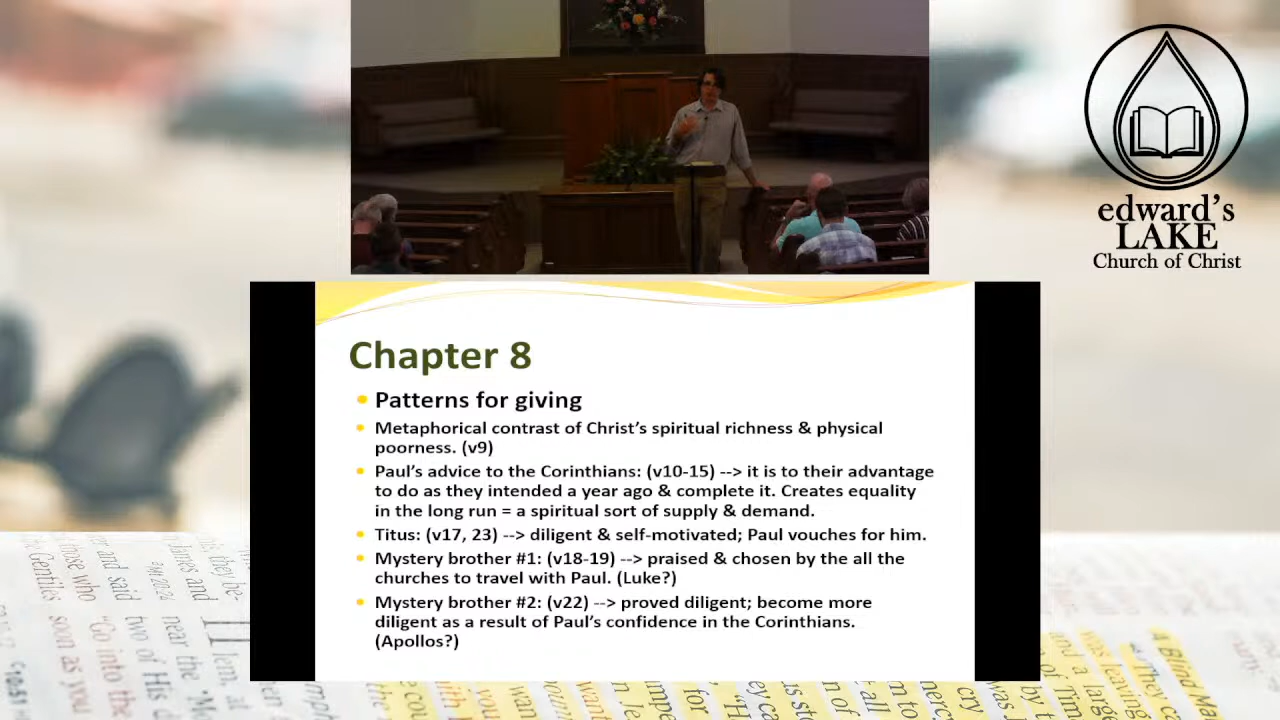 edward's
LAKE
Church of Christ
Chapter 8
Patterns for giving
Metaphorical contrast of Christ's spiritual richness & physical
poorness. (v9)
Paul's advice to the Corinthians: (v10-15) --> it is to their advantage
to do as they intended a year ago & complete it. Creates equality
in the long run = a spiritual sort of supply & demand.
Titus: (v17, 23) --> diligent & self-motivated; Paul vouches for him.
Mystery brother #1: (v18-19) --> praised & chosen by the all the
churches to travel with Paul. (Luke?)
Mystery brother #2: (v22) --> proved diligent; become more
diligent as a result of Paul's confidence in the Corinthians.
(Apollos?)